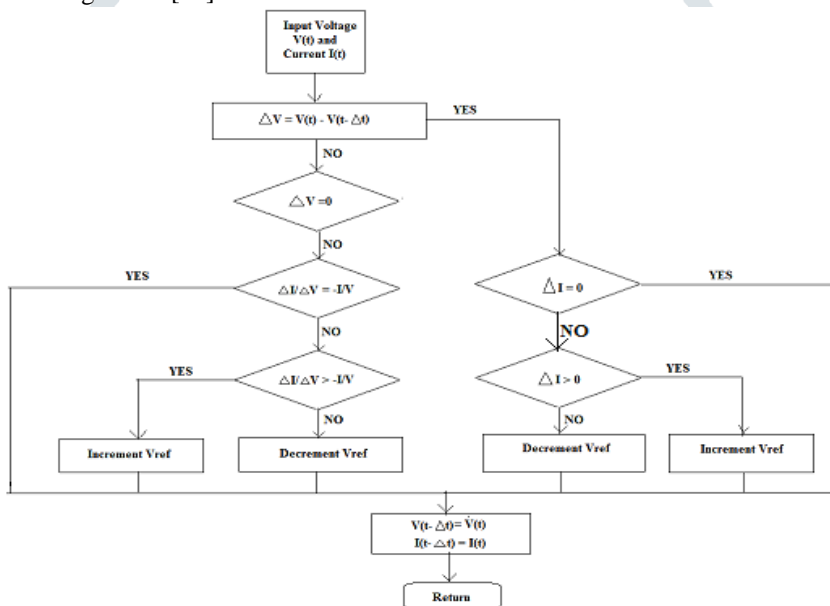 Input Voltage
V(t) and
Current I(t)
△V = V(t) - V(t- △t)
YES
NO
△V =0
NO
YES
△I/△V = -I/V
△I = 0
YES
NO
NO
YES
△I/△V > -I/V
△I > 0
YES
NO
NO
Increment Vref
Decrement Vref
Decrement Vref
Increment Vref
V(t- △t)= V(t)
I(t- △t) = I(t)
Return